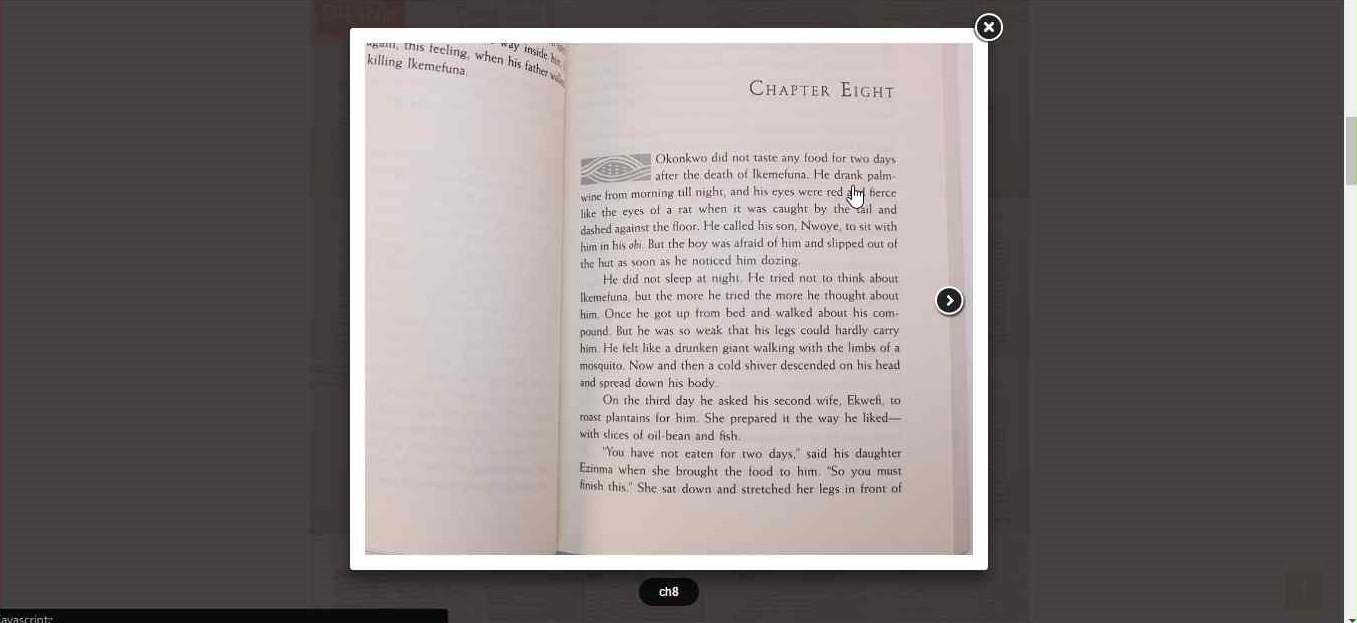 way inside
again, this feeling, when his father
killing Ikemefuna.
CHAPTER EIGHT
Okonkwo did not taste any food for two days
after the death of Ikemefuna. He drank palm-
wine from morning till night, and his eyes were red and fierce
like the eyes of a rat when it was caught by the tail and
dashed against the floor. He called his son, Nwoye, to sit with
him in his obi. But the boy was afraid of him and slipped out of
the hut as soon as he noticed him dozing.
He did not sleep at night. He tried not to think about
Ikemefuna, but the more he tried the more he thought about
him. Once he got up from bed and walked about his com-
pound. But he was so weak that his legs could hardly carry
him. He felt like a drunken giant walking with the limbs of a
mosquito. Now and then a cold shiver descended on his head
and spread down his body.
On the third day he asked his second wife, Ekwefi, to
roast plantains for him. She prepared it the way he liked—
with slices of oil-bean and fish.
"You have not eaten for two days," said his daughter
Ezinma when she brought the food to him. "So you must
finish this." She sat down and stretched her legs in front of
ch8
avascript: